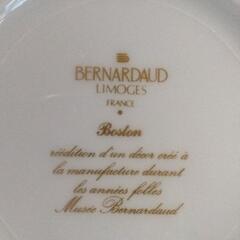 BERNARDAUD
LIMOGES
FRANCE
Boston
réédition d'un décor créé à
la manufacture durant
les années folles
Musée Bernardaud